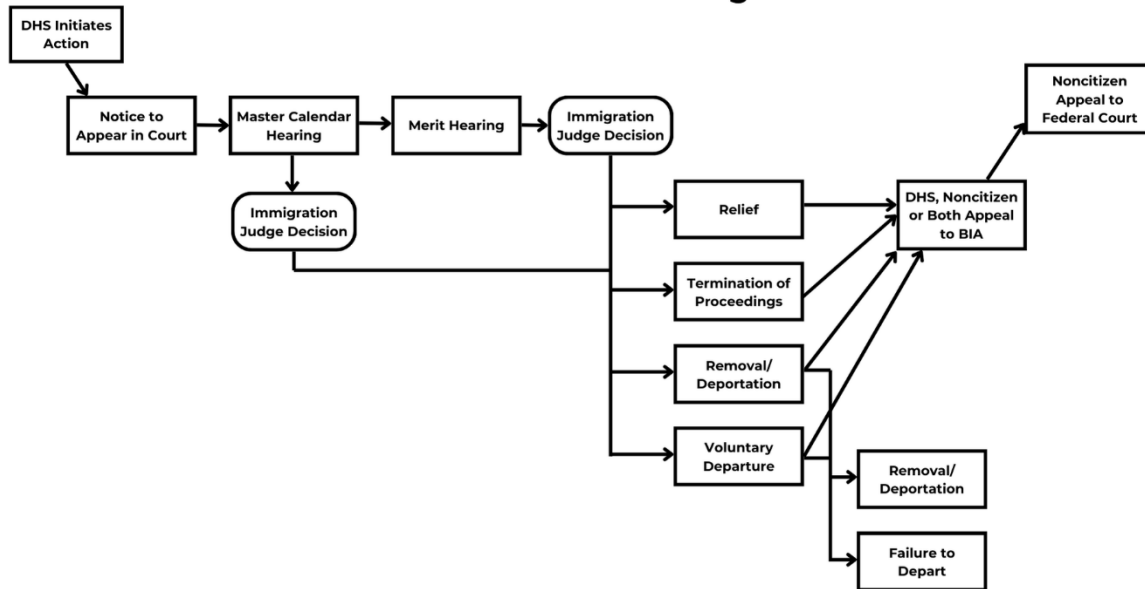 DHS Initiates
Action
Notice to
Appear in Court
Master Calendar
Hearing
Merit Hearing
Immigration
Judge Decision
Immigration
Judge Decision
Relief
Termination of
Proceedings
Removal/
Deportation
Voluntary
Departure
DHS, Noncitizen
or Both Appeal
to BIA
Noncitizen
Appeal to
Federal Court
Removal/
Deportation
Failure to
Depart